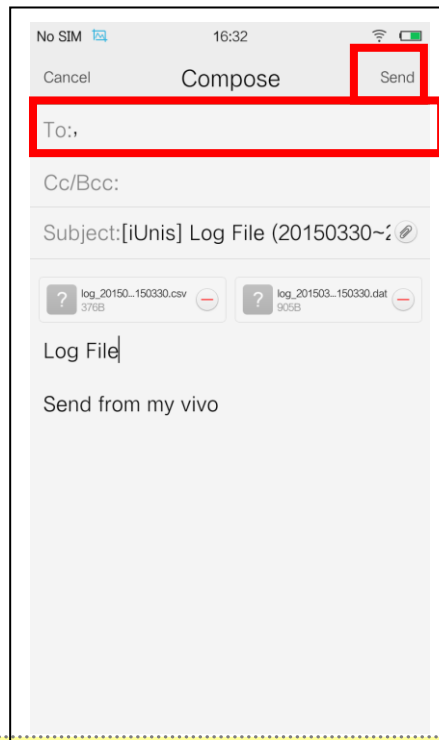 No SIM 16:32
Cancel Compose Send
To:,
Cc/Bcc:
Subject:[iUnis] Log File (20150330~2
log_20150...150330.csv log_201503...150330.dat
376B 905B
Log File
Send from my vivo